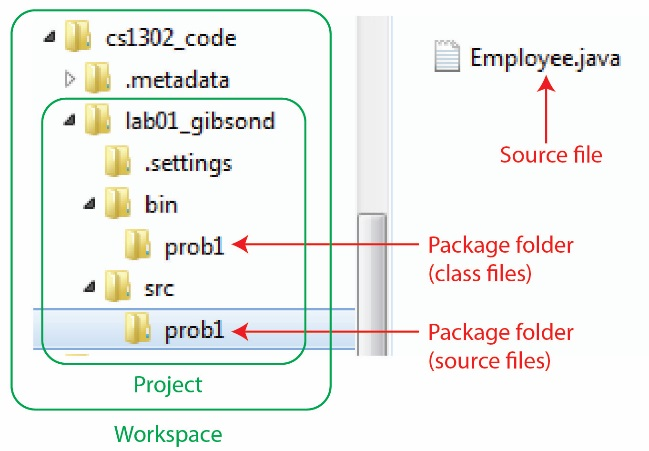 cs1302_code
.metadata
lab01_gibsond
.settings
bin
prob1
src
prob1
Project
Workspace
Employee.java
Source file
Package folder
(class files)
Package folder
(source files)